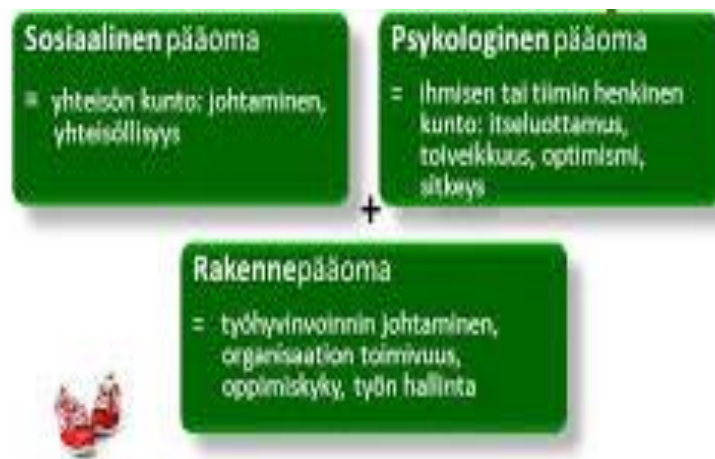 Sosiaalinen pääoma
= yhteisön kunto: johtaminen,
yhteisöllisyys
Psykologinen pääoma
= ihmisen tai tiimin henkinen
kunto: itseluottamus,
toiveikkuus, optimismi,
sitkeys
+
Rakennepääoma
= työhyvinvoinnin johtaminen,
organisaation toimivuus,
oppimiskyky, työn hallinta